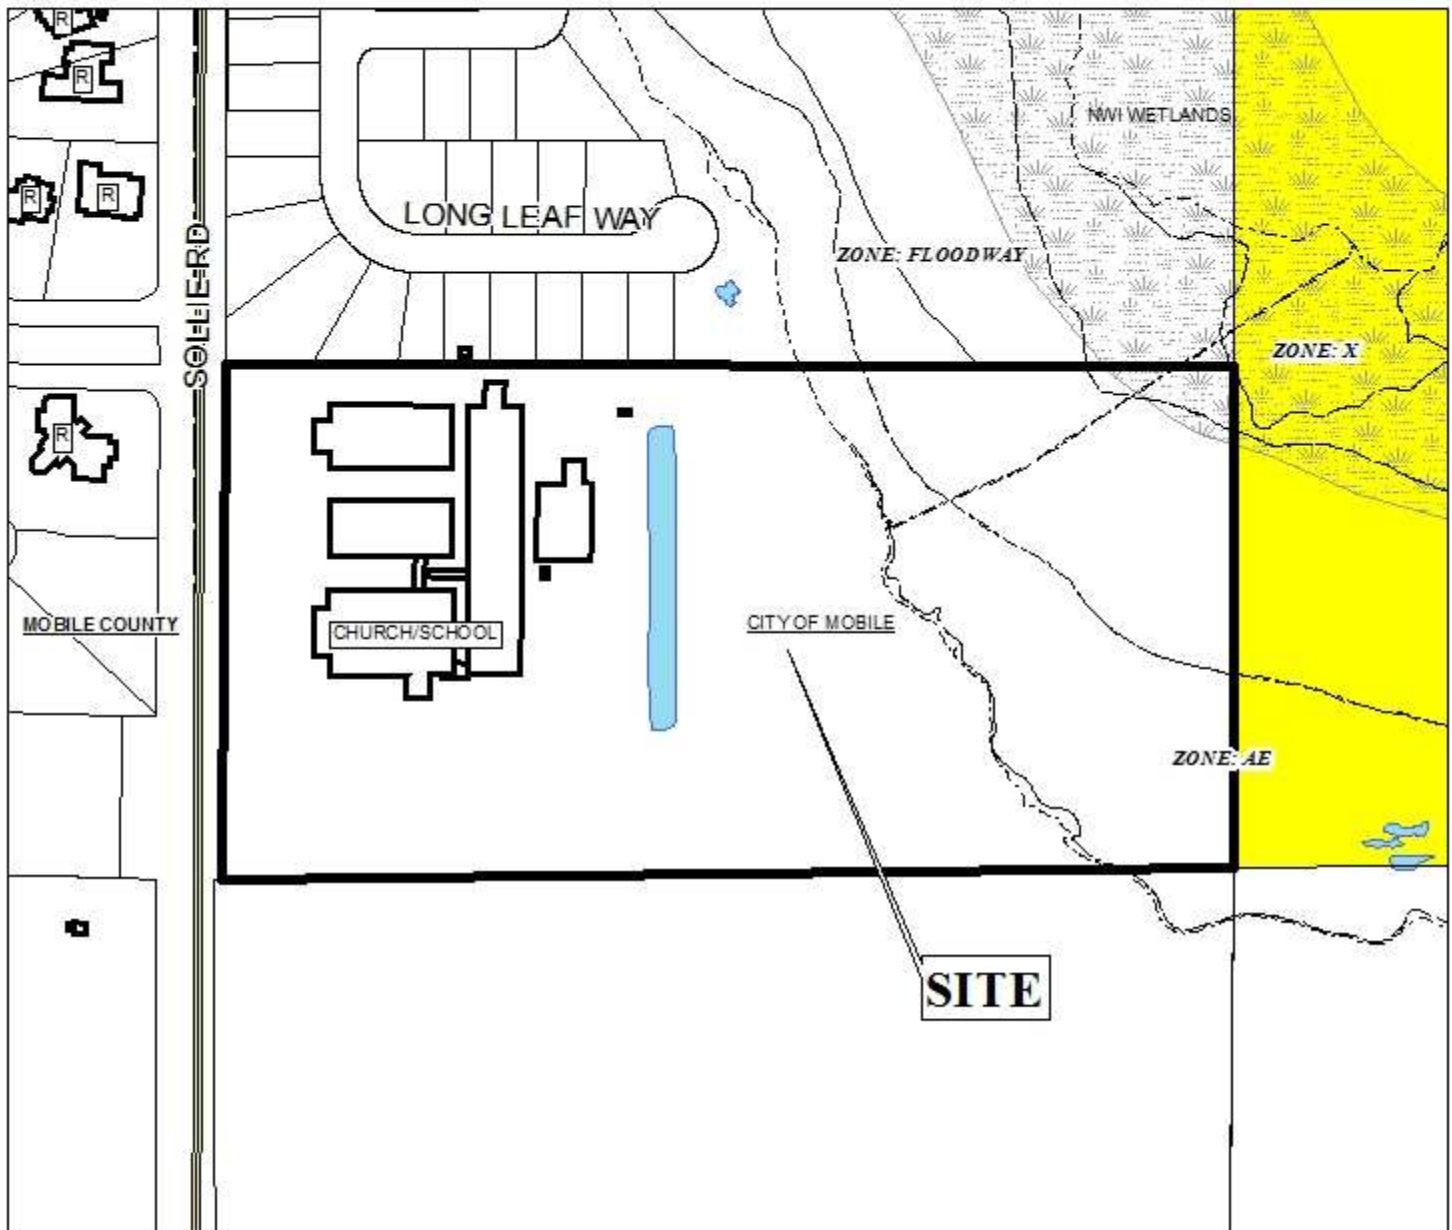 R
R
NWI WETLANDS
R
R
LONG LEAF WAY
ZONE: FLOODWAY
SOLLIE RD
ZONE: X
R
MOBILE COUNTY
CHURCH/SCHOOL
CITY OF MOBILE
ZONE: AE
SITE